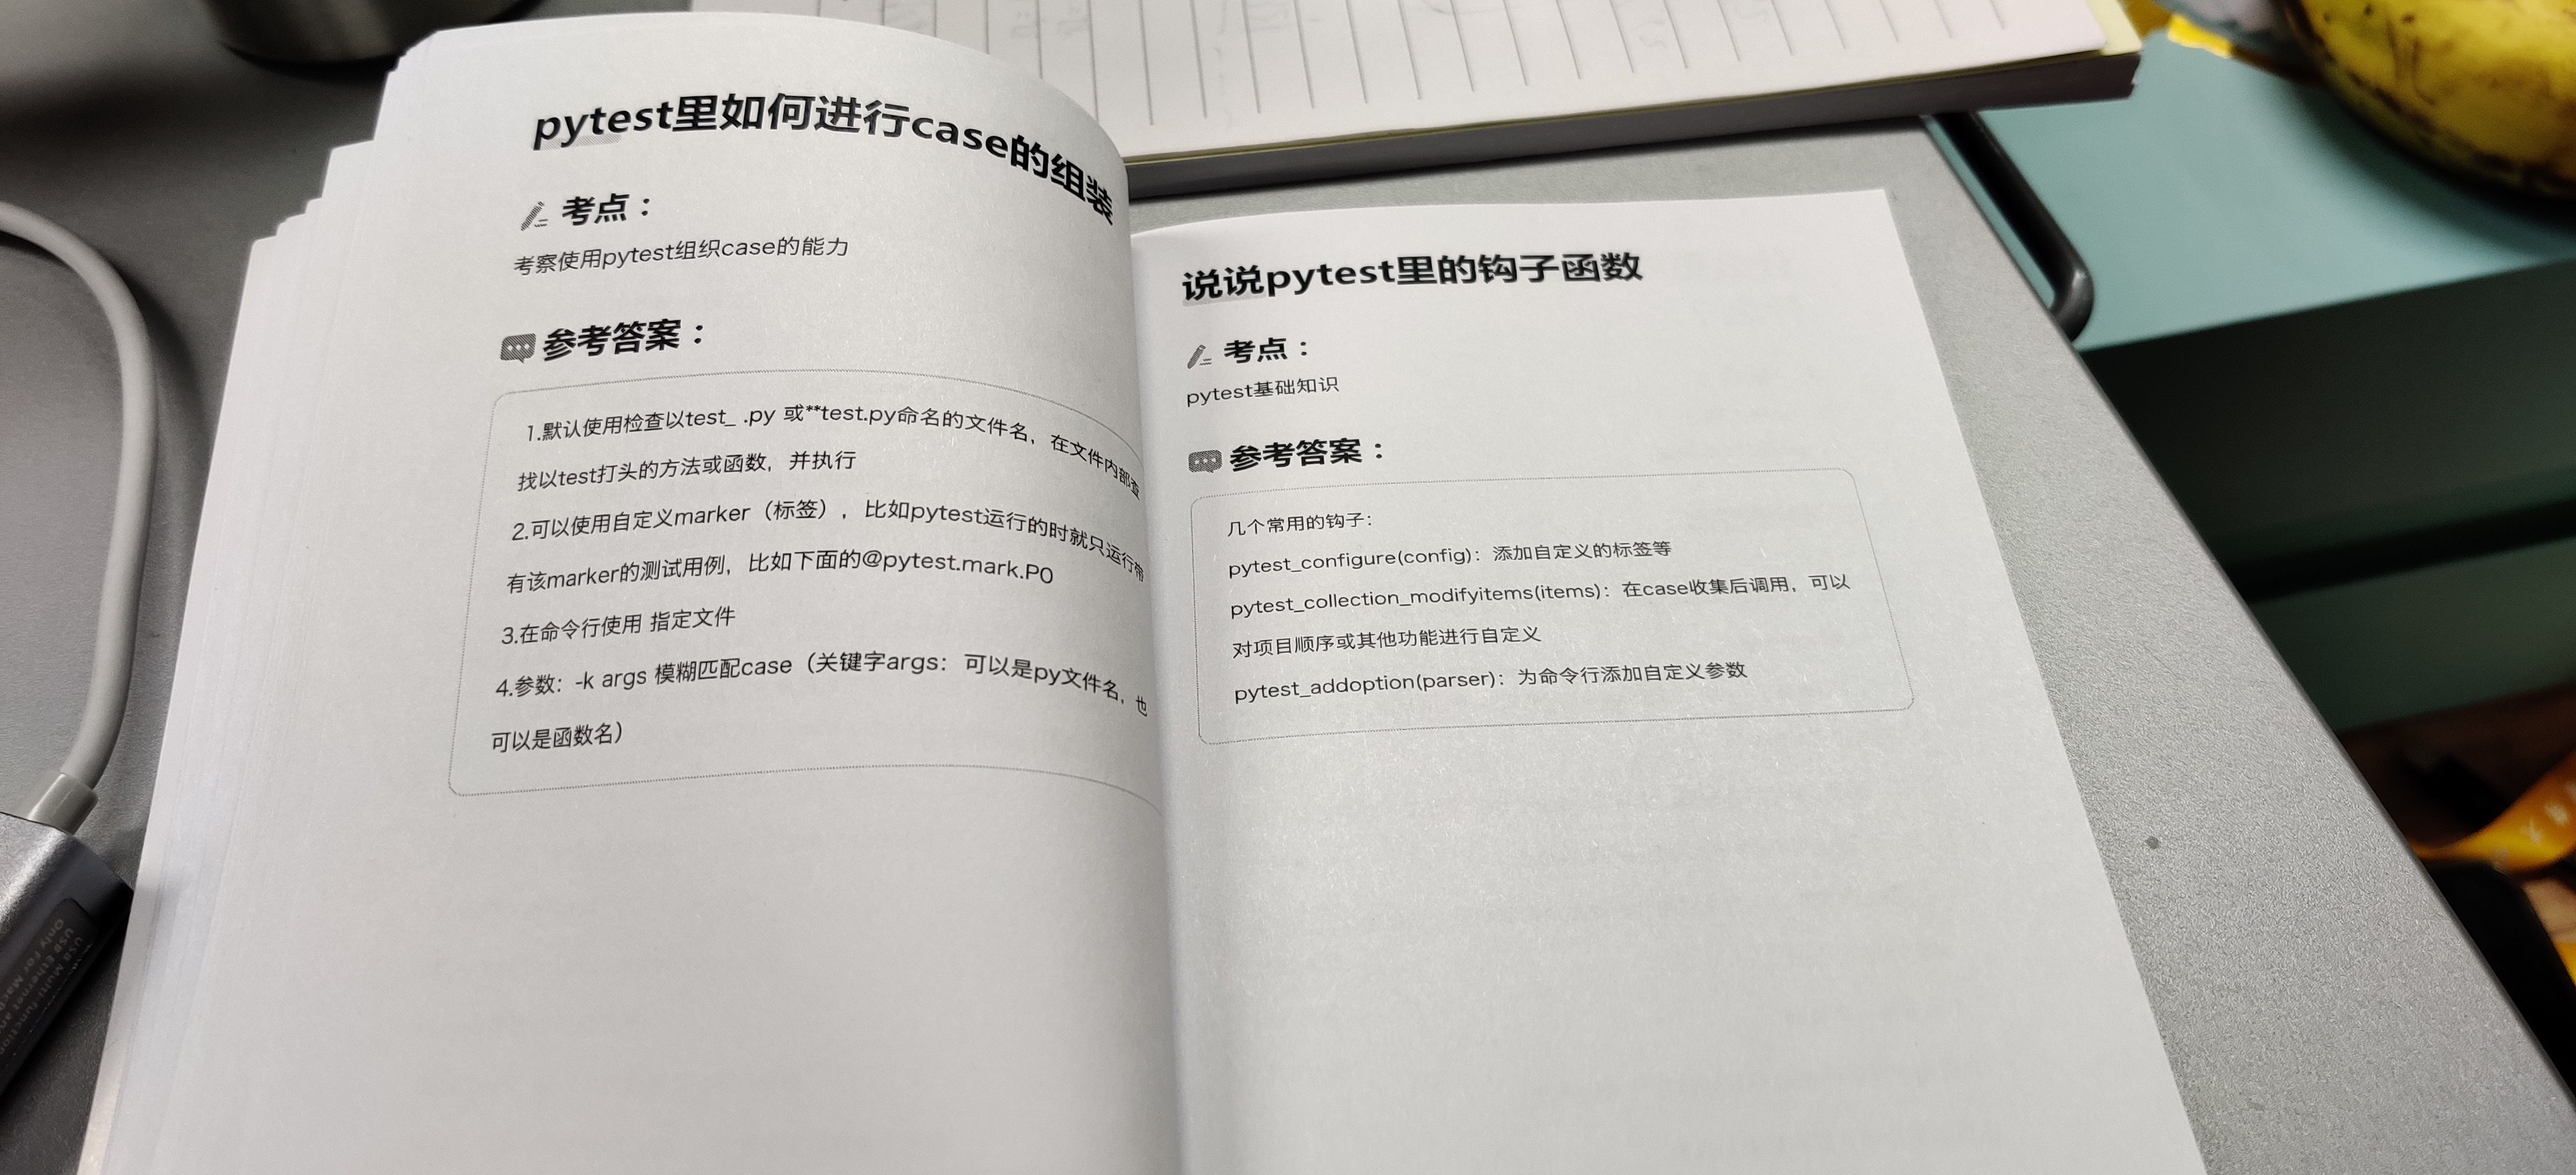 pytest里如何进行case的组装
考点：
考察使用pytest组织case的能力
参考答案：
1.默认使用检查以test_ .py 或**test.py命名的文件名，在文件内部查
找以test打头的方法或函数，并执行
2.可以使用自定义marker（标签），比如pytest运行的时就只运行带
有该marker的测试用例，比如下面的@pytest.mark.P0
3.在命令行使用 指定文件
4.参数：-k args 模糊匹配case（关键字args：可以是py文件名，也
可以是函数名）
说说pytest里的钩子函数
考点：
pytest基础知识
参考答案：
几个常用的钩子：
pytest_configure(config)：添加自定义的标签等
pytest_collection_modifyitems(items)：在case收集后调用，可以
对项目顺序或其他功能进行自定义
pytest_addoption(parser)：为命令行添加自定义参数
USB Multi function
USB Ethernet an
Only For Mac